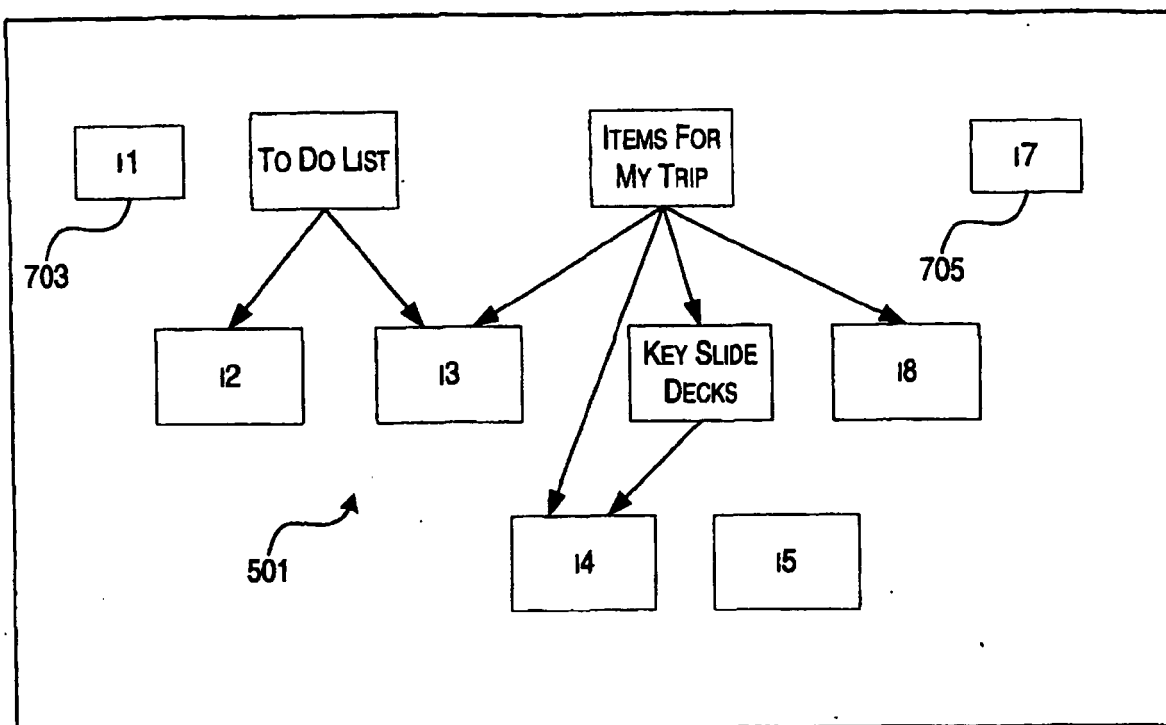 I1
TO DO LIST
ITEMS FOR
MY TRIP
I7
703
705
I2
I3
KEY SLIDE
DECKS
I8
501
I4
I5